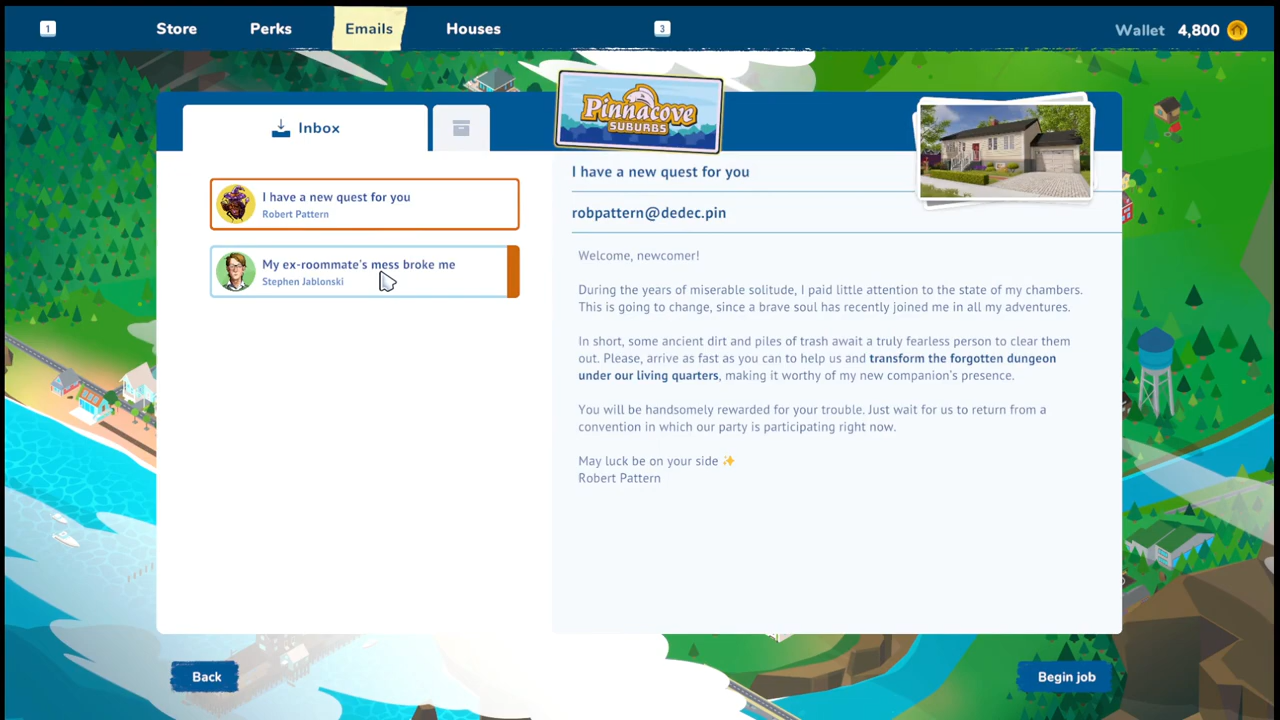 1 Store Perks Emails Houses 3 Wallet 4,800
Inbox
Pinnacove
SUBURBS
I have a new quest for you
Robert Pattern
My ex-roommate's mess broke me
Stephen Jablonski
I have a new quest for you
robpattern@dedec.pin
Welcome, newcomer!
During the years of miserable solitude, I paid little attention to the state of my chambers.
This is going to change, since a brave soul has recently joined me in all my adventures.
In short, some ancient dirt and piles of trash await a truly fearless person to clear them
out. Please, arrive as fast as you can to help us and transform the forgotten dungeon
under our living quarters, making it worthy of my new companion's presence.
You will be handsomely rewarded for your trouble. Just wait for us to return from a
convention in which our party is participating right now.
May luck be on your side ✨
Robert Pattern
Back
Begin job